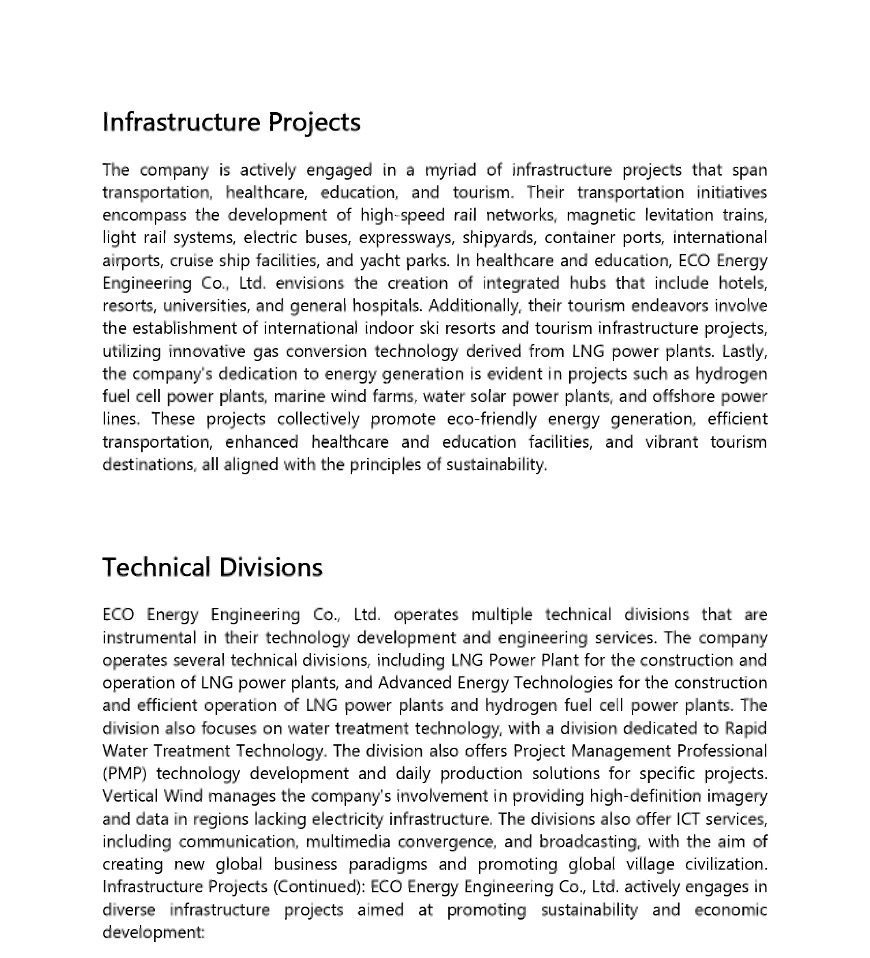 Infrastructure Projects
The company is actively engaged in a myriad of infrastructure projects that span
transportation, healthcare, education, and tourism. Their transportation initiatives
encompass the development of high-speed rail networks, magnetic levitation trains,
light rail systems, electric buses, expressways, shipyards, container ports, international
airports, cruise ship facilities, and yacht parks. In healthcare and education, ECO Energy
Engineering Co., Ltd. envisions the creation of integrated hubs that include hotels,
resorts, universities, and general hospitals. Additionally, their tourism endeavors involve
the establishment of international indoor ski resorts and tourism infrastructure projects,
utilizing innovative gas conversion technology derived from LNG power plants. Lastly,
the company's dedication to energy generation is evident in projects such as hydrogen
fuel cell power plants, marine wind farms, water solar power plants, and offshore power
lines. These projects collectively promote eco-friendly energy generation, efficient
transportation, enhanced healthcare and education facilities, and vibrant tourism
destinations, all aligned with the principles of sustainability.
Technical Divisions
ECO Energy Engineering Co., Ltd. operates multiple technical divisions that are
instrumental in their technology development and engineering services. The company
operates several technical divisions, including LNG Power Plant for the construction and
operation of LNG power plants, and Advanced Energy Technologies for the construction
and efficient operation of LNG power plants and hydrogen fuel cell power plants. The
division also focuses on water treatment technology, with a division dedicated to Rapid
Water Treatment Technology. The division also offers Project Management Professional
(PMP) technology development and daily production solutions for specific projects.
Vertical Wind manages the company's involvement in providing high-definition imagery
and data in regions lacking electricity infrastructure. The divisions also offer ICT services,
including communication, multimedia convergence, and broadcasting, with the aim of
creating new global business paradigms and promoting global village civilization.
Infrastructure Projects (Continued): ECO Energy Engineering Co., Ltd. actively engages in
diverse infrastructure projects aimed at promoting sustainability and economic
development: